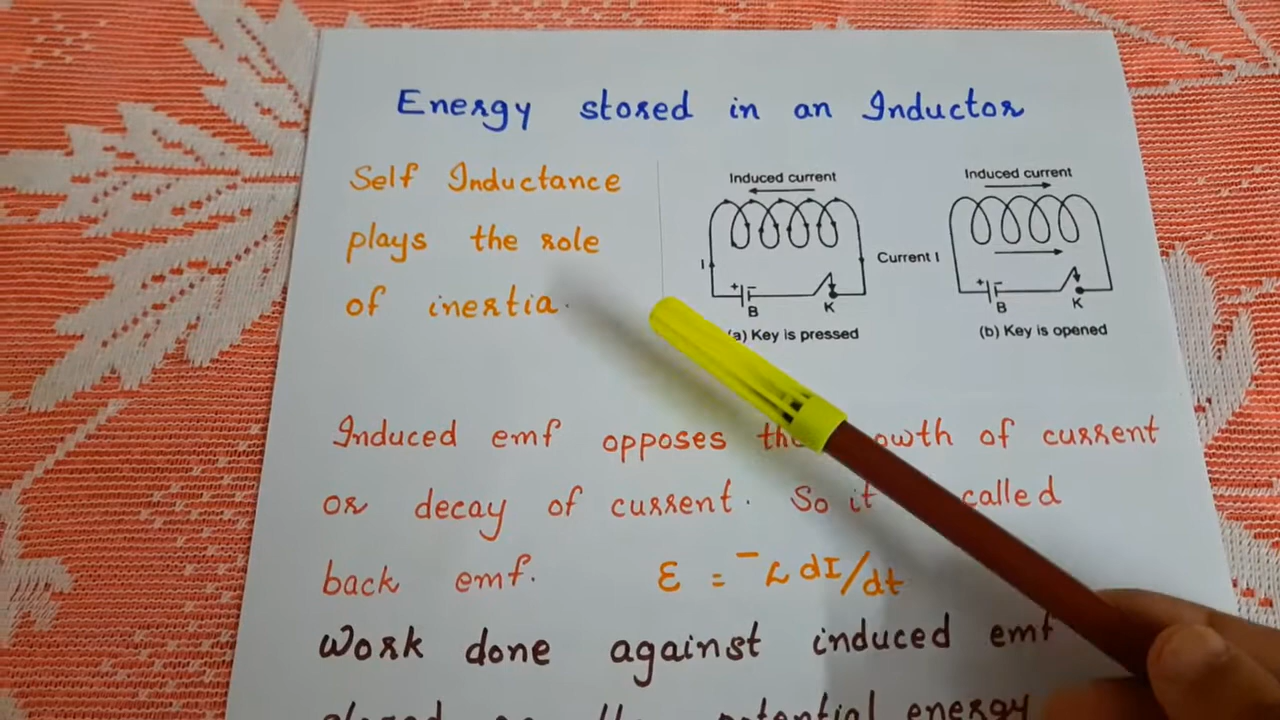 Energy stored in an Inductor
Self Inductance
plays the role
of inertia.
Induced current
I
+
B
K
(a) Key is pressed
Current I
Induced current
+
B
K
(b) Key is opened
Induced emf opposes the of current
or decay of current. So it called
back emf. Ɛ = -L dI/dt
Work done against induced emf
potential energy